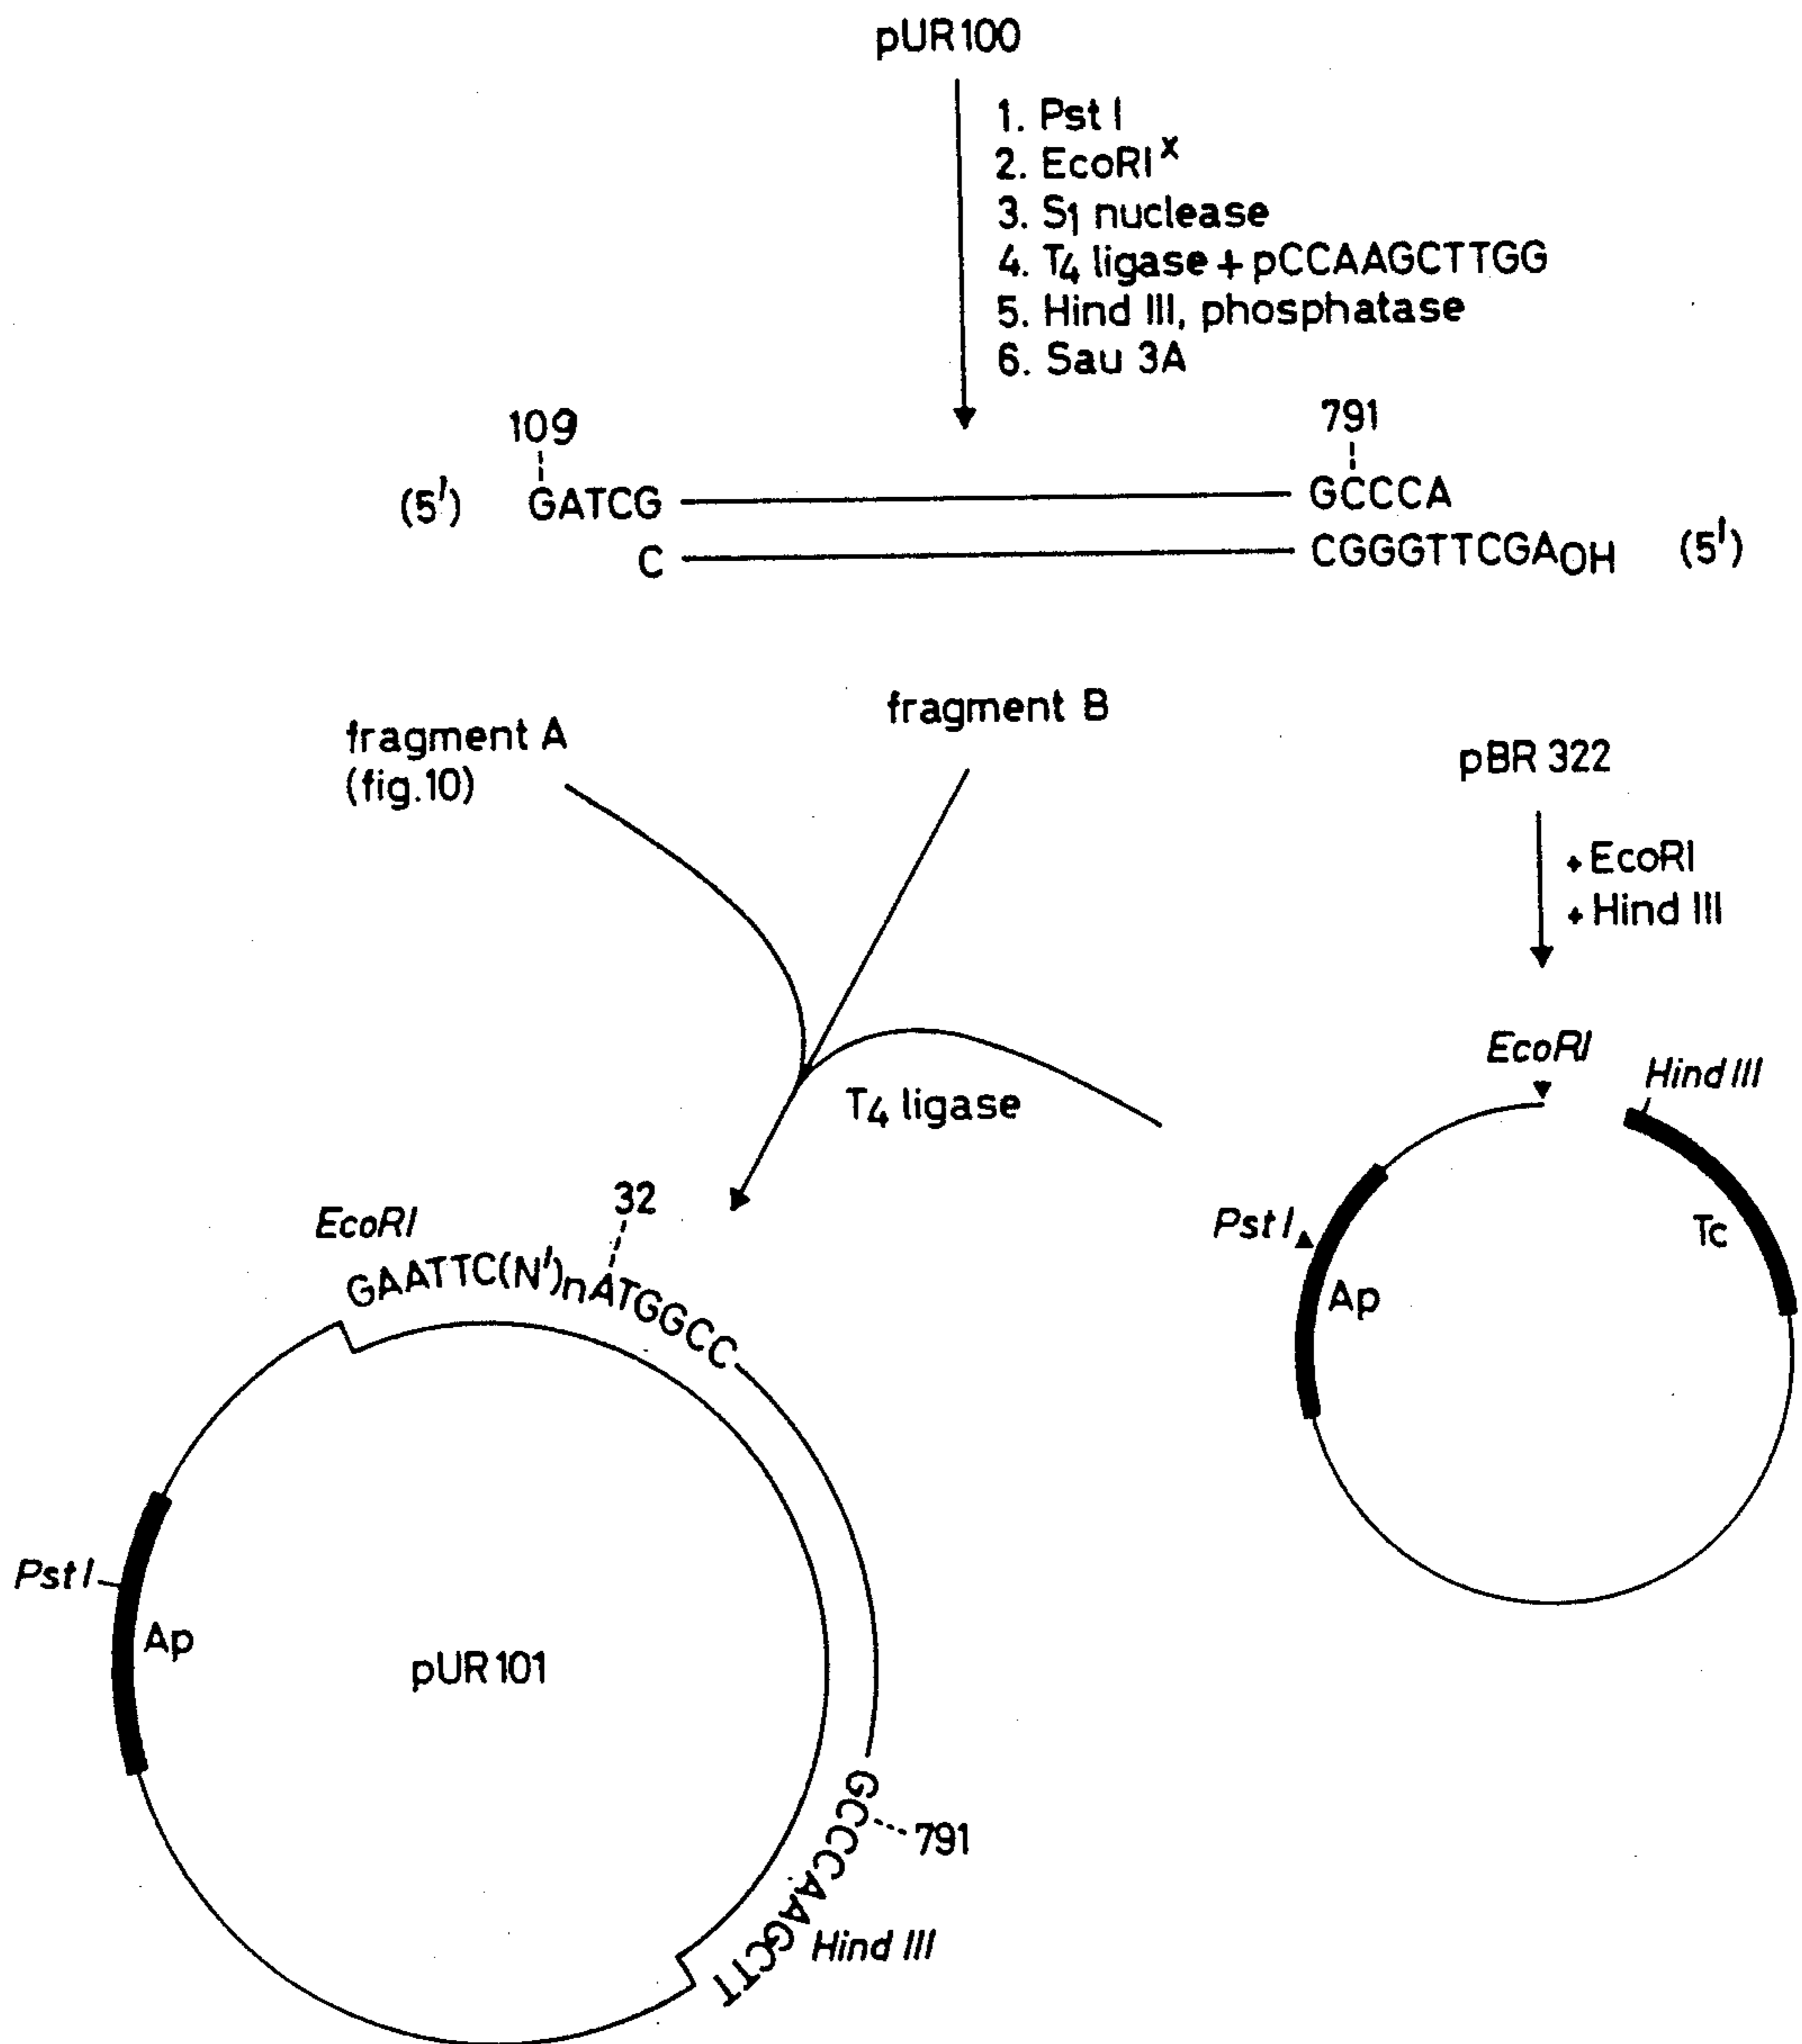 pUR100
1. Pst I
2. EcoRI^x
3. S1 nuclease
4. T4 ligase + pCCAAGCTTGG
5. Hind III, phosphatase
6. Sau 3A
109
791
(5') GATCG GCCCA
C CGGGTTCGAOH (5')
fragment A
(fig.10)
fragment B
pBR 322
+ EcoRI
+ Hind III
EcoRI
Hind III
T4 ligase
Pst I
Ap
Tc
EcoRI
32
GAATTC(N')nATGGCC
Pst I
Ap
pUR101
GCCCAAGCTT
791
Hind III